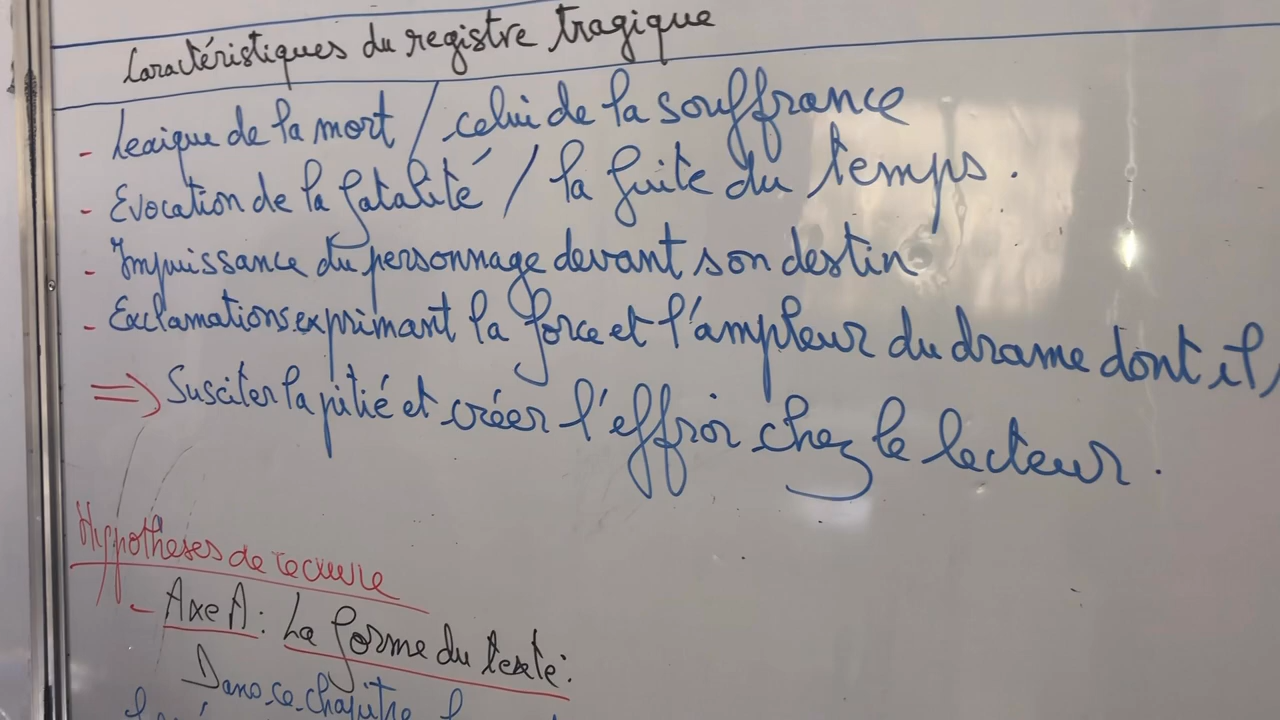 Caractéristiques du registre tragique
- Lexique de la mort / celui de la souffrance
- Evocation de la fatalité / la fuite du temps.
- Impuissance du personnage devant son destin
- Exclamations exprimant la force et l'ampleur du drame dont il
=> Susciter la pitié et créer l'effroi chez le lecteur.
Hypothèses de lecture
- Axe A: La forme du texte:
Dans ce chapitre